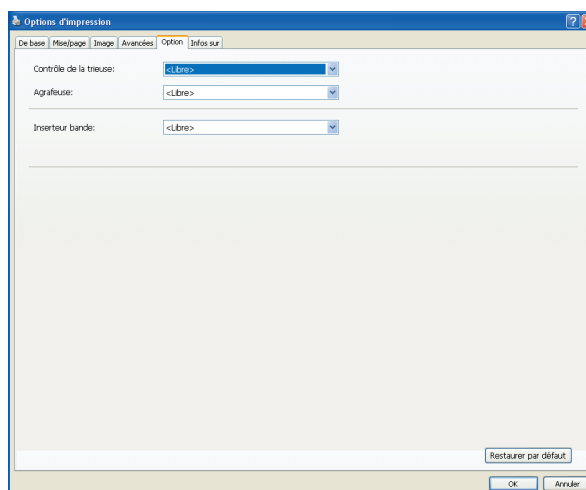 Options d'impression
De base Mise/page Image Avancées Option Infos sur
Contrôle de la trieuse: <Libre>
Agrafeuse: <Libre>
Inserteur bande: <Libre>
Restaurer par défaut
OK Annuler